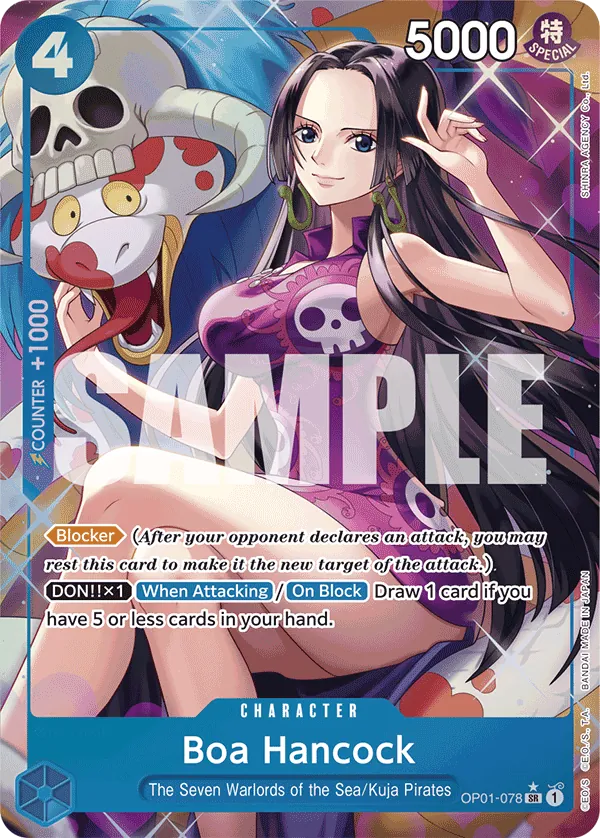 4
5000
特
SPECIAL
SHINRA AGENCY Co., Ltd.
COUNTER +1000
SAMPLE
Blocker (After your opponent declares an attack, you may
rest this card to make it the new target of the attack.)
DON!!×1 When Attacking / On Block Draw 1 card if you
have 5 or less cards in your hand.
©E/S ©E.O./S., T.A. BANDAI MADE IN JAPAN
CHARACTER
Boa Hancock
The Seven Warlords of the Sea/Kuja Pirates
OP01-078 SR 1